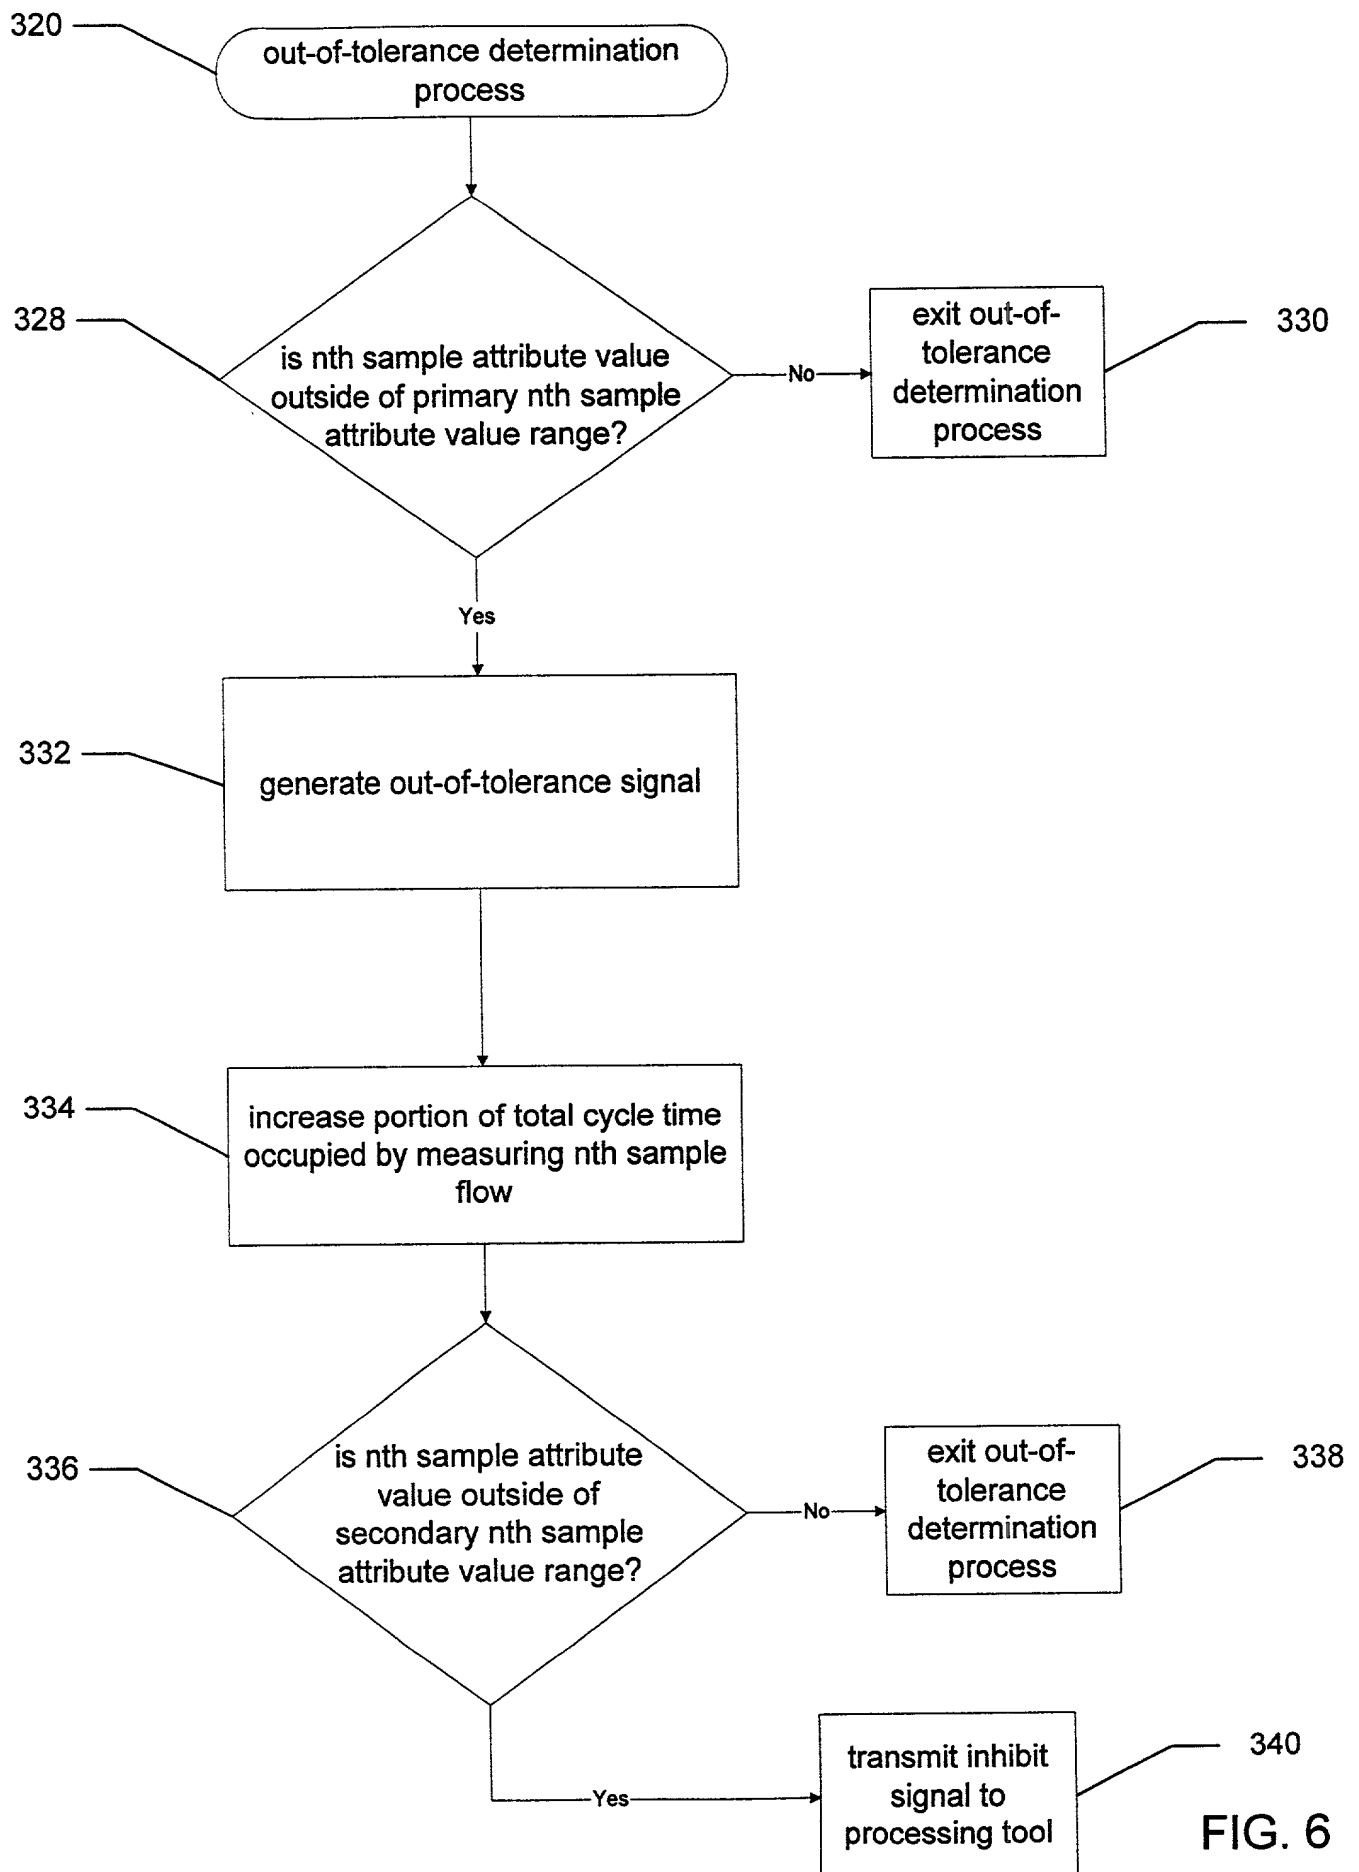 320
out-of-tolerance determination
process
328
is nth sample attribute value
outside of primary nth sample
attribute value range?
No
exit out-of-
tolerance
determination
process
330
Yes
332
generate out-of-tolerance signal
334
increase portion of total cycle time
occupied by measuring nth sample
flow
336
is nth sample attribute
value outside of
secondary nth sample
attribute value range?
No
exit out-of-
tolerance
determination
process
338
Yes
transmit inhibit
signal to
processing tool
340
FIG. 6